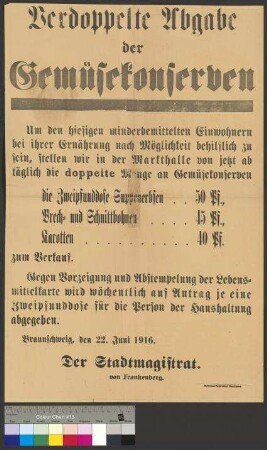 Verdoppelte Abgabe
der
Gemüsekonserven
Um den hiesigen minderbemittelten Einwohnern
bei ihrer Ernährung nach Möglichkeit behilflich zu
sein, stellen wir in der Markthalle von jetzt ab
täglich die doppelte Menge an Gemüsekonserven
die Zweipfunddose Suppenerbsen . . . 50 Pf.,
Brech- und Schnittbohnen . . . 45 Pf.,
Karotten . . . . . . . . . . 40 Pf.
zum Verkauf.
Gegen Vorzeigung und Abstempelung der Lebens-
mittelkarte wird wöchentlich auf Antrag je eine
Zweipfunddose für die Person der Haushaltung
abgegeben.
Braunschweig, den 22. Juni 1916.
Der Stadtmagistrat.
von Frankenberg.